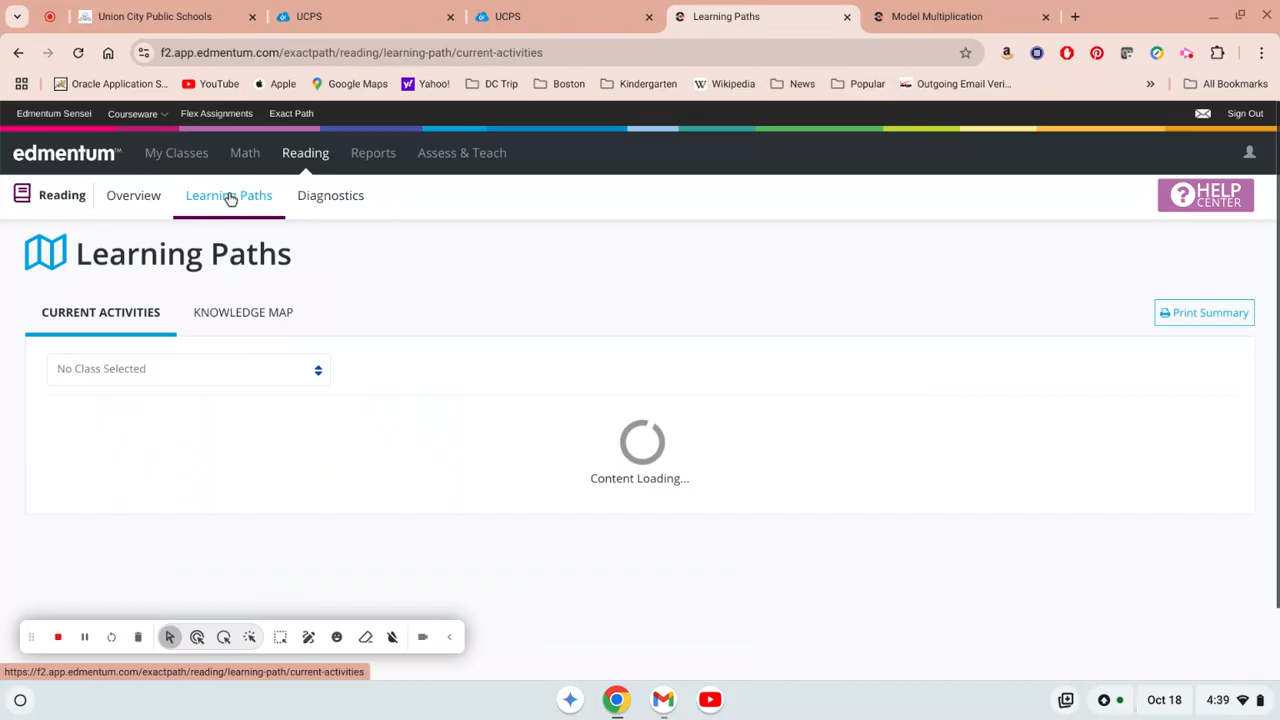 Union City Public Schools
UCPS
UCPS
Learning Paths
Model Multiplication
f2.app.edmentum.com/exactpath/reading/learning-path/current-activities
Oracle Application S...
YouTube
Apple
Google Maps
Yahoo!
DC Trip
Boston
Kindergarten
Wikipedia
News
Popular
Outgoing Email Veri...
All Bookmarks
Edmentum Sensei
Courseware
Flex Assignments
Exact Path
Sign Out
edmentum™
My Classes
Math
Reading
Reports
Assess & Teach
Reading
Overview
Learning Paths
Diagnostics
HELP
CENTER
Learning Paths
CURRENT ACTIVITIES
KNOWLEDGE MAP
Print Summary
No Class Selected
Content Loading...
https://f2.app.edmentum.com/exactpath/reading/learning-path/current-activities
Oct 18
4:39